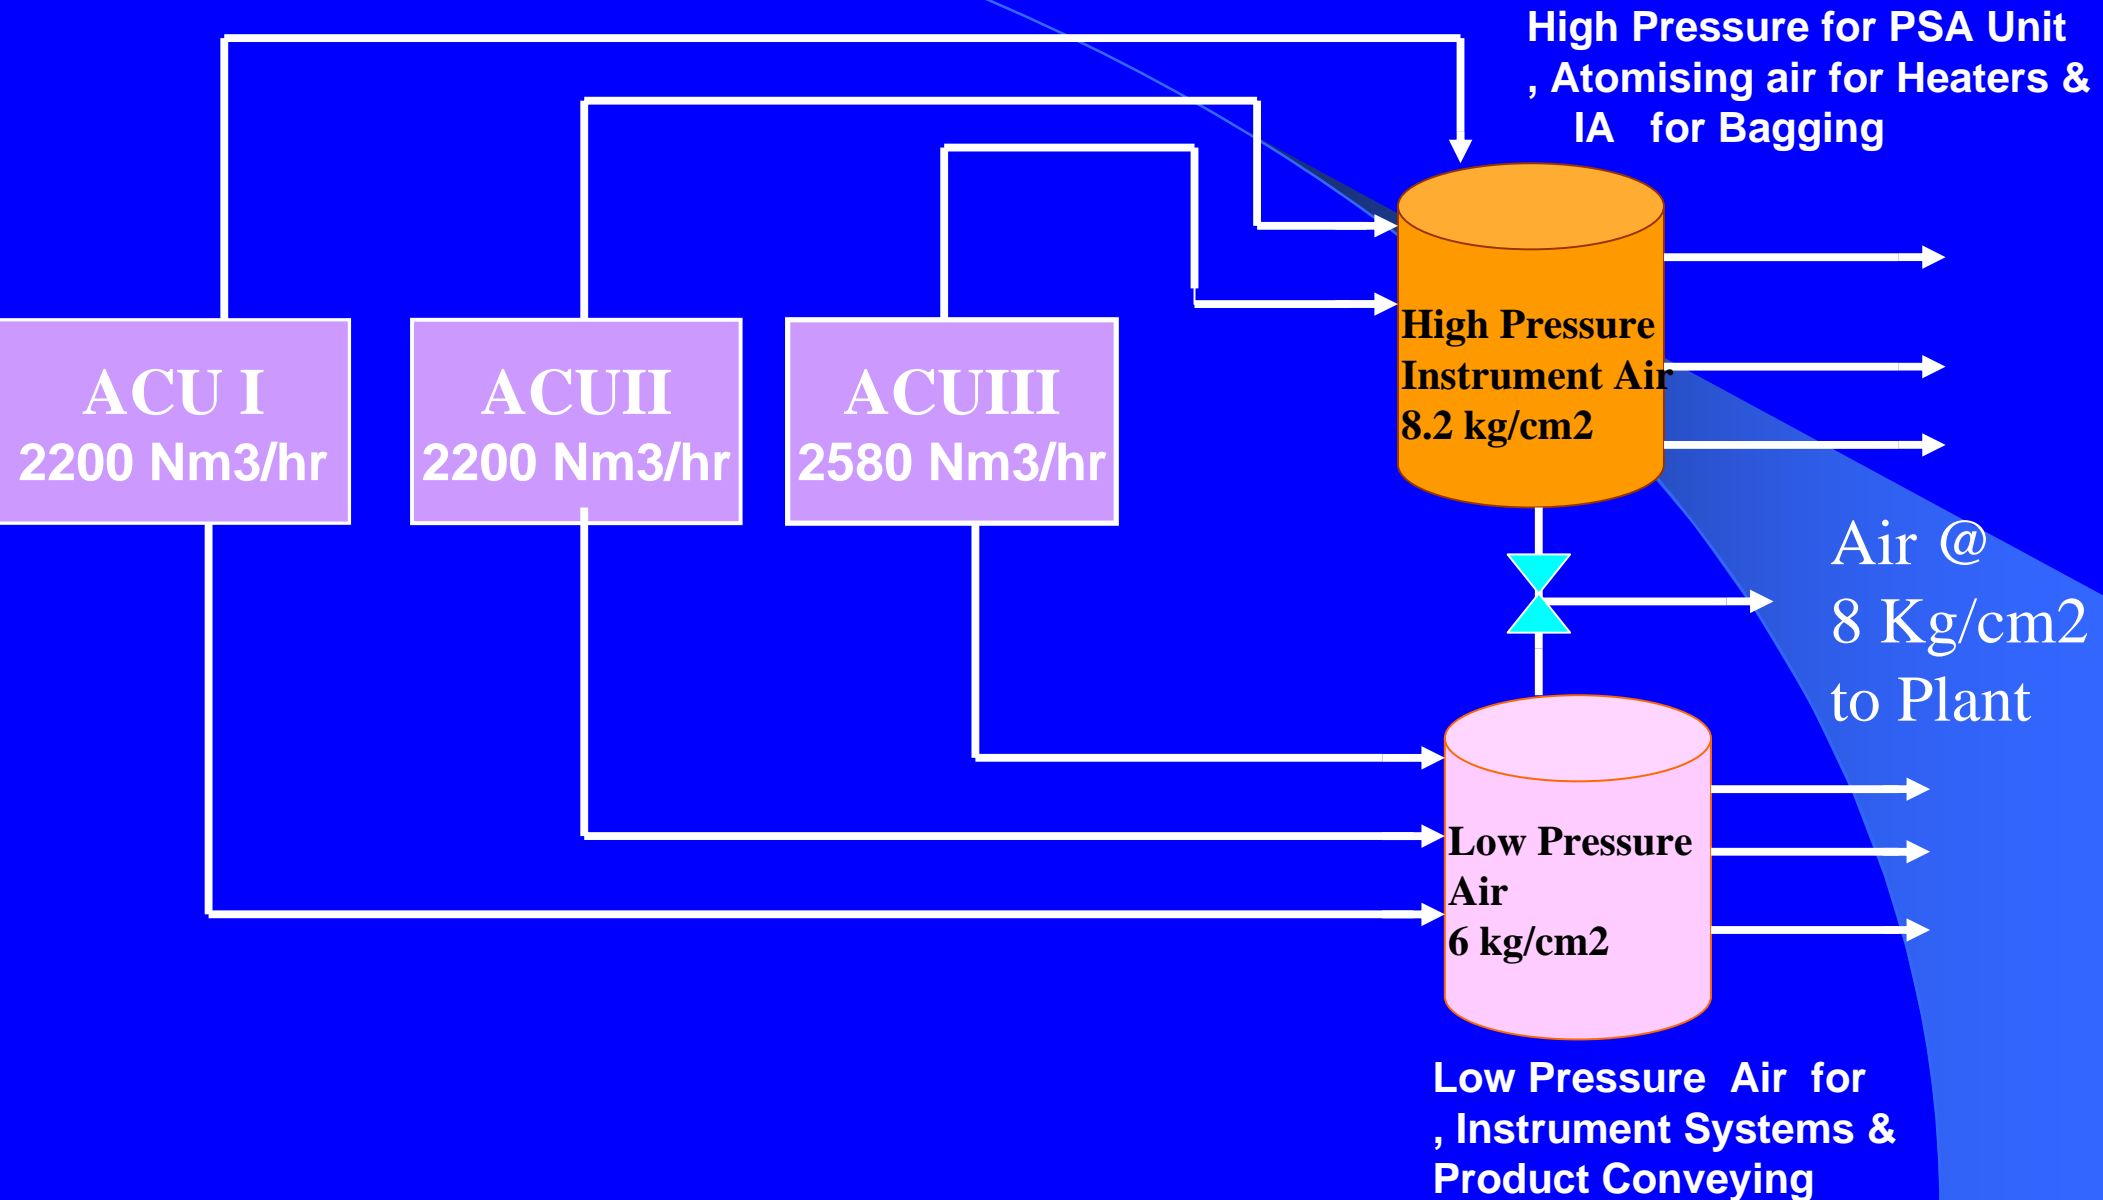 High Pressure for PSA Unit
, Atomising air for Heaters &
IA for Bagging
ACU I
2200 Nm3/hr
ACUII
2200 Nm3/hr
ACUIII
2580 Nm3/hr
High Pressure
Instrument Air
8.2 kg/cm2
Air @
8 Kg/cm2
to Plant
Low Pressure
Air
6 kg/cm2
Low Pressure Air for
, Instrument Systems &
Product Conveying